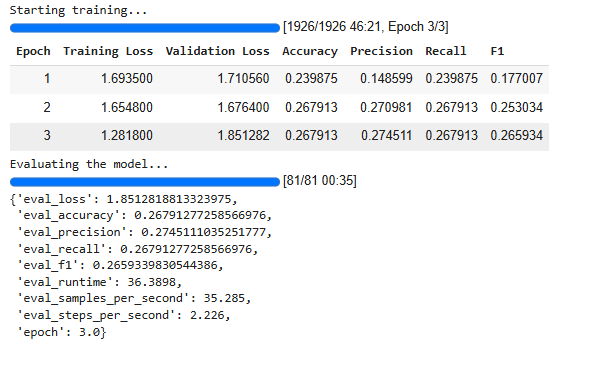 Starting training...
[1926/1926 46:21, Epoch 3/3]
Epoch Training Loss Validation Loss Accuracy Precision Recall F1
1 1.693500 1.710560 0.239875 0.148599 0.239875 0.177007
2 1.654800 1.676400 0.267913 0.270981 0.267913 0.253034
3 1.281800 1.851282 0.267913 0.274511 0.267913 0.265934
Evaluating the model...
[81/81 00:35]
{'eval_loss': 1.8512818813323975,
'eval_accuracy': 0.26791277258566976,
'eval_precision': 0.2745111035251777,
'eval_recall': 0.26791277258566976,
'eval_f1': 0.2659339830544386,
'eval_runtime': 36.3898,
'eval_samples_per_second': 35.285,
'eval_steps_per_second': 2.226,
'epoch': 3.0}